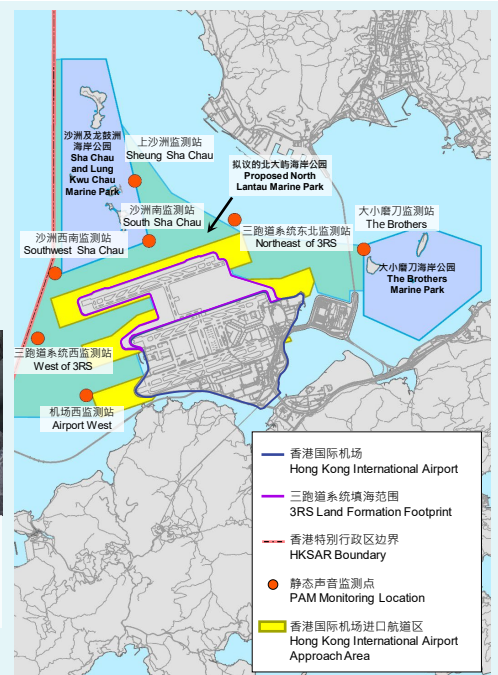 沙洲及龙鼓洲
海岸公园
Sha Chau
and Lung
Kwu Chau
Marine Park
上沙洲监测站
Sheung Sha Chau
拟议的北大屿海岸公园
Proposed North
Lantau Marine Park
沙洲南监测站
South Sha Chau
三跑道系统东北监测站
Northeast of 3RS
大小磨刀监测站
The Brothers
沙洲西南监测站
Southwest Sha Chau
大小磨刀海岸公园
The Brothers
Marine Park
三跑道系统西监测站
West of 3RS
机场西监测站
Airport West
香港国际机场
Hong Kong International Airport
三跑道系统填海范围
3RS Land Formation Footprint
香港特别行政区边界
HKSAR Boundary
静态声音监测点
PAM Monitoring Location
香港国际机场进口航道区
Hong Kong International Airport
Approach Area